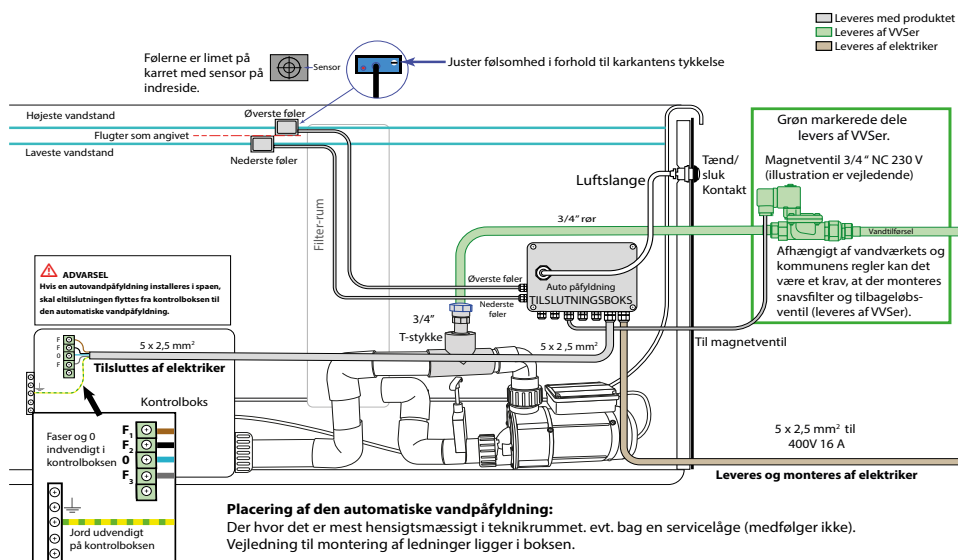 Leveres med produktet
Leveres af VVSer
Leveres af elektriker
Følerne er limet på
karret med sensor på
indreside.
Sensor
Juster følsomhed i forhold til karkantens tykkelse
Højeste vandstand
Øverste føler
Flugter som angivet
Laveste vandstand
Nederste føler
Filter-rum
Luftslange
Tænd/
sluk
Kontakt
Grøn markerede dele
levers af VVSer.
Magnetventil 3/4" NC 230 V
(illustration er vejledende)
Vandtilførsel
Afhængigt af vandværkets og
kommunens regler kan det
være et krav, at der monteres
snavsfilter og tilbageløbs-
ventil (leveres af VVSer).
3/4" rør
ADVARSEL
Hvis en autovandpåfyldning installeres i spaen,
skal eltilslutningen flyttes fra kontrolboksen til
den automatiske vandpåfyldning.
Øverste føler
Nederste
føler
Auto påfyldning
TILSLUTNINGSBOKS
3/4"
T-stykke
Til magnetventil
F
F
0
F
5 x 2,5 mm²
5 x 2,5 mm²
Tilsluttes af elektriker
Kontrolboks
Faser og 0
indvendigt i
kontrolboksen
F1
F2
0
F3
Jord udvendigt
på kontrolboksen
5 x 2,5 mm² til
400V 16 A
Leveres og monteres af elektriker
Placering af den automatiske vandpåfyldning:
Der hvor det er mest hensigtsmæssigt i teknikrummet. evt. bag en servicelåge (medfølger ikke).
Vejledning til montering af ledninger ligger i boksen.